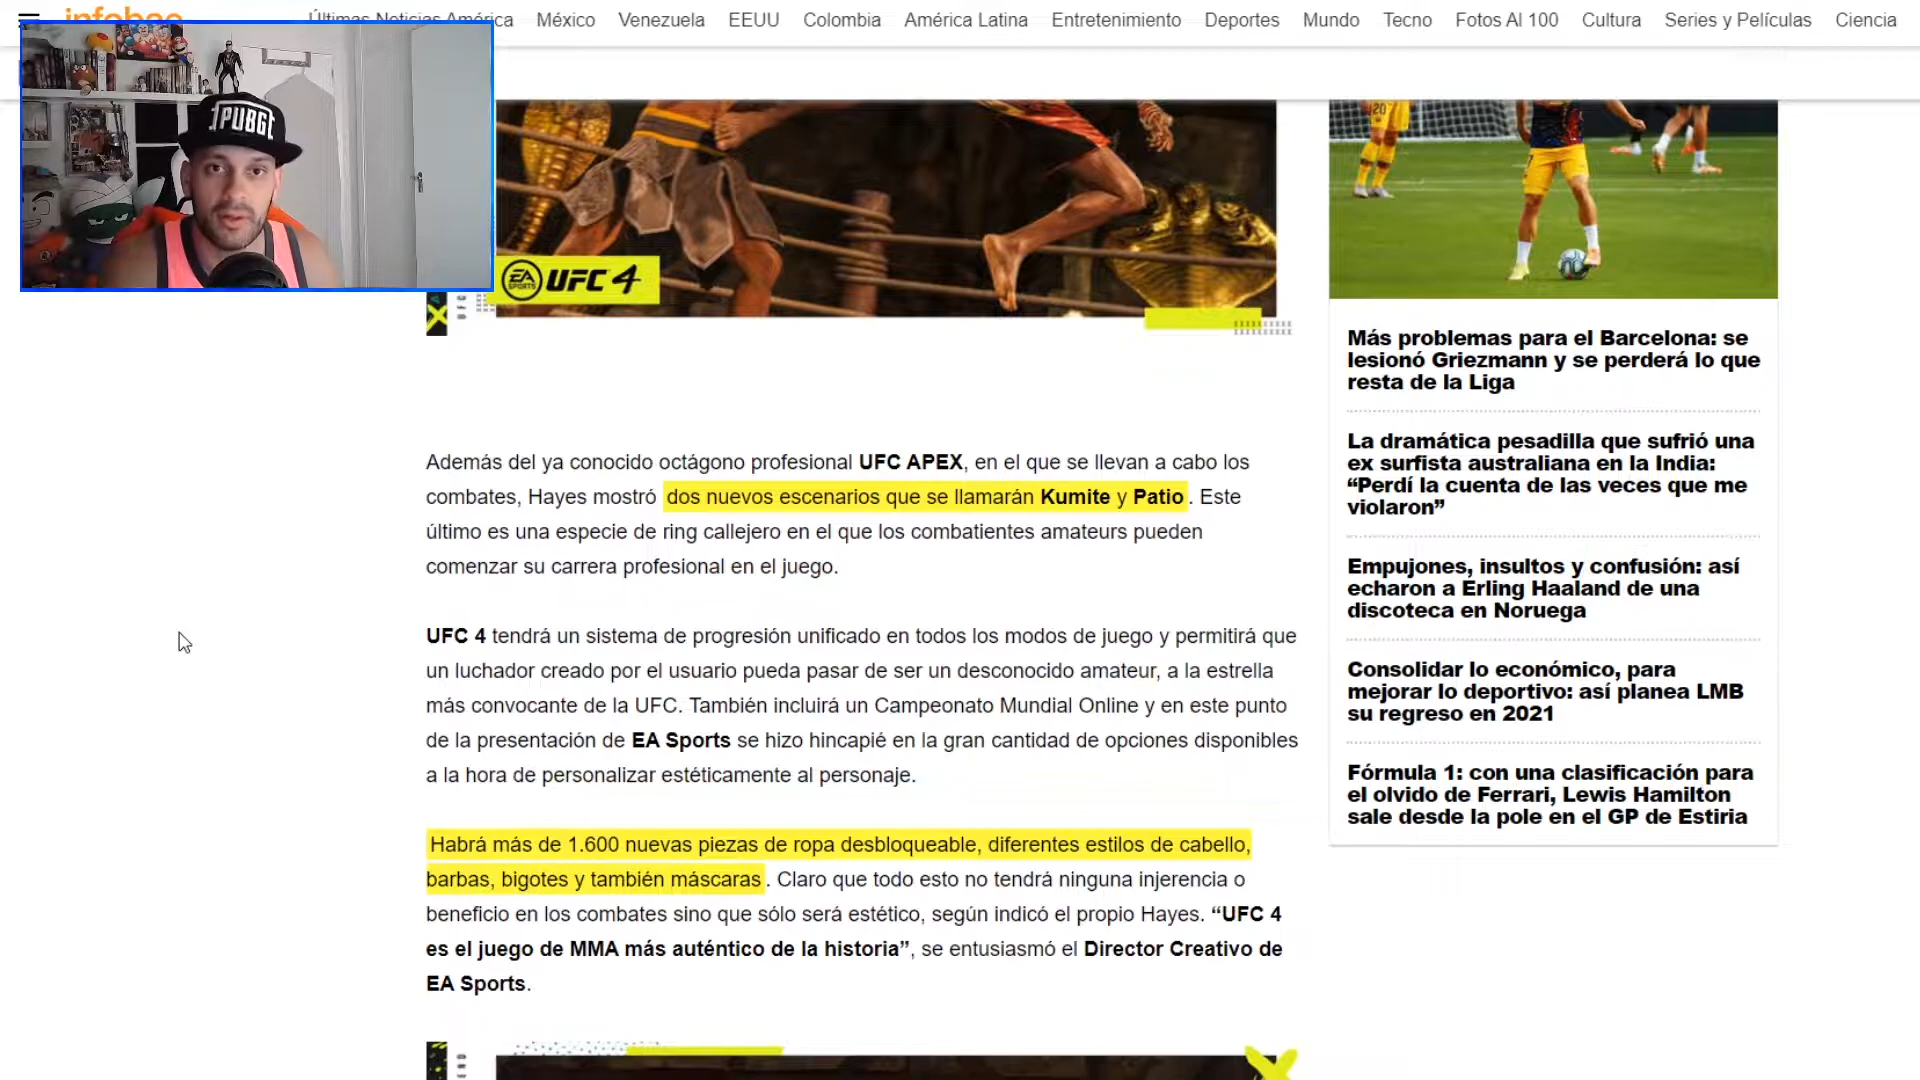 infobae
Últimas Noticias América México Venezuela EEUU Colombia América Latina Entretenimiento Deportes Mundo Tecno Fotos Al 100 Cultura Series y Películas Ciencia
PUBG
20
EA SPORTS UFC 4
Además del ya conocido octágono profesional UFC APEX, en el que se llevan a cabo los
combates, Hayes mostró dos nuevos escenarios que se llamarán Kumite y Patio. Este
último es una especie de ring callejero en el que los combatientes amateurs pueden
comenzar su carrera profesional en el juego.
UFC 4 tendrá un sistema de progresión unificado en todos los modos de juego y permitirá que
un luchador creado por el usuario pueda pasar de ser un desconocido amateur, a la estrella
más convocante de la UFC. También incluirá un Campeonato Mundial Online y en este punto
de la presentación de EA Sports se hizo hincapié en la gran cantidad de opciones disponibles
a la hora de personalizar estéticamente al personaje.
Habrá más de 1.600 nuevas piezas de ropa desbloqueable, diferentes estilos de cabello,
barbas, bigotes y también máscaras. Claro que todo esto no tendrá ninguna injerencia o
beneficio en los combates sino que sólo será estético, según indicó el propio Hayes. “UFC 4
es el juego de MMA más auténtico de la historia”, se entusiasmó el Director Creativo de
EA Sports.
Más problemas para el Barcelona: se
lesionó Griezmann y se perderá lo que
resta de la Liga
La dramática pesadilla que sufrió una
ex surfista australiana en la India:
“Perdí la cuenta de las veces que me
violaron”
Empujones, insultos y confusión: así
echaron a Erling Haaland de una
discoteca en Noruega
Consolidar lo económico, para
mejorar lo deportivo: así planea LMB
su regreso en 2021
Fórmula 1: con una clasificación para
el olvido de Ferrari, Lewis Hamilton
sale desde la pole en el GP de Estiria